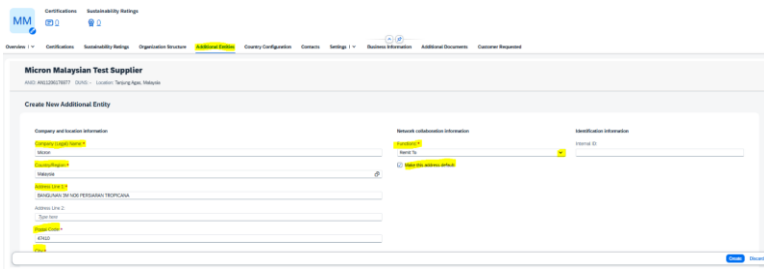 Certifications
Sustainability Ratings
MM
0
0
Overview
Certifications
Sustainability Ratings
Organization Structure
Additional Entities
Country Configuration
Contacts
Settings
Business Information
Additional Documents
Customer Requested
Micron Malaysian Test Supplier
Location:
Malaysia
Create New Additional Entity
Company and location information
Network collaboration information
Identification information
Company (Legal) Name *
Functions *
Internal ID:
Micron
Remit To
Country/Region *
Make this address default
Malaysia
Address Line 1: *
BANGUNAN 3M NO8 PERSIARAN TROPICANA
Address Line 2:
Type here
Postal Code: *
47410
City *
Create
Discard